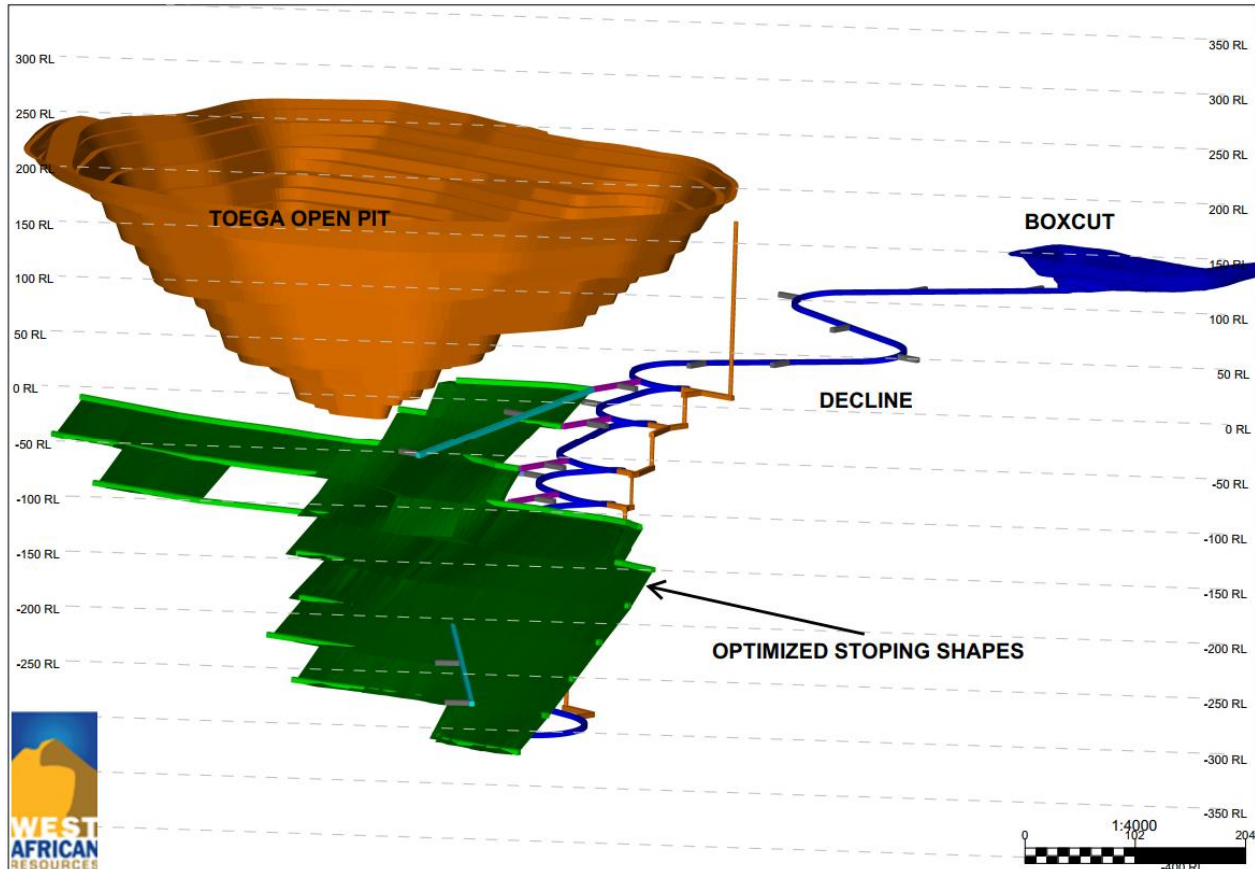 300 RL
250 RL
200 RL
150 RL
100 RL
50 RL
0 RL
-50 RL
-100 RL
-150 RL
-200 RL
-250 RL
350 RL
300 RL
250 RL
200 RL
150 RL
100 RL
50 RL
0 RL
-50 RL
-100 RL
-150 RL
-200 RL
-250 RL
-300 RL
-350 RL
-400 RL
TOEGA OPEN PIT
BOXCUT
DECLINE
OPTIMIZED STOPING SHAPES
WEST
AFRICAN
RESOURCES
1:4000
0 102 204